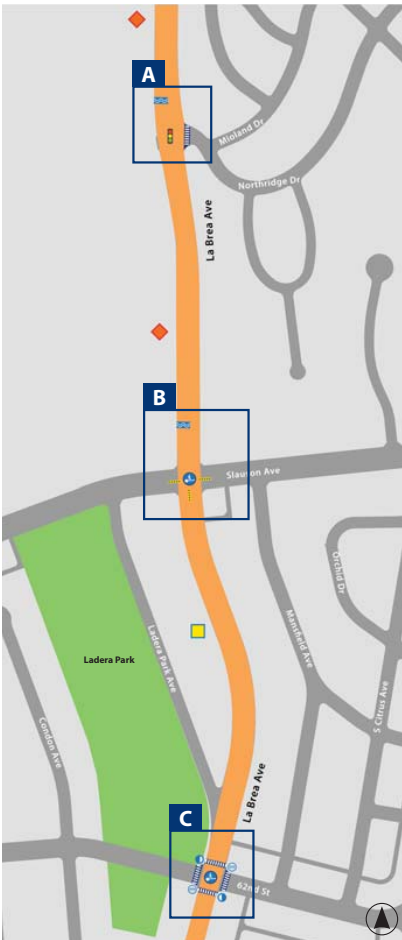 A
Mioland Dr
Northridge Dr
La Brea Ave
B
Slauson Ave
Orchid Dr
Mansfield Ave
Ladera Park
Ladera Park Ave
S Citrus Ave
Condon Ave
La Brea Ave
C
62nd St